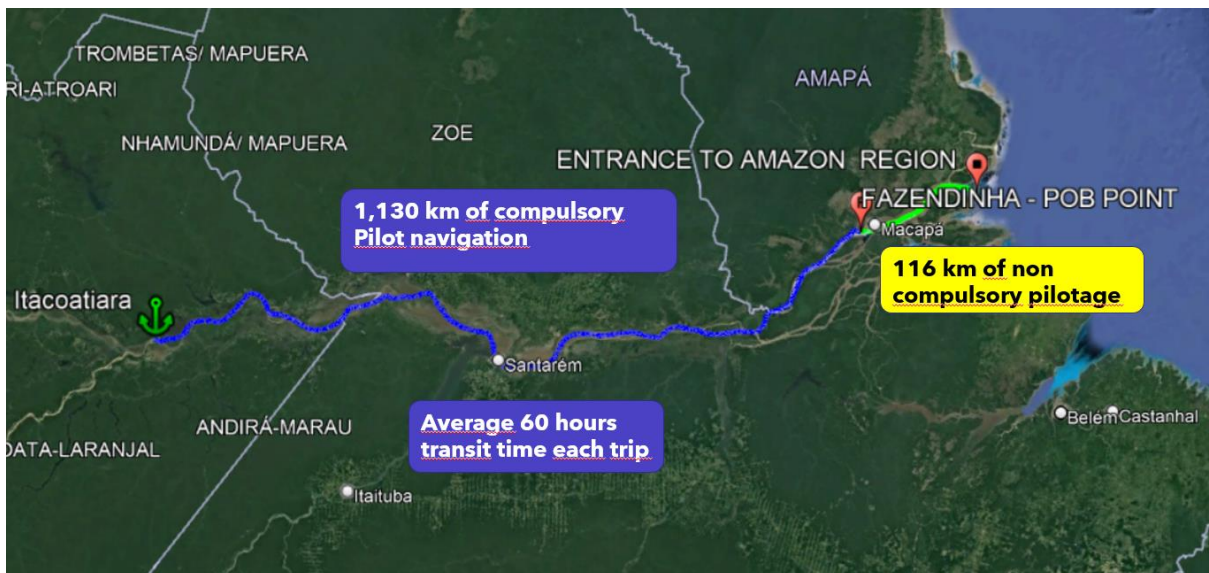 TROMBETAS/ MAPUERA
RI-ATROARI
AMAPÁ
NHAMUNDÁ/ MAPUERA
ZOE
ENTRANCE TO AMAZON REGION
FAZENDINHA - POB POINT
Macapá
1,130 km of compulsory
Pilot navigation
116 km of non
compulsory pilotage
Itacoatiara
Santarém
Average 60 hours
transit time each trip
ANDIRÁ-MARAU
Belém
Castanhal
OATA-LARANJAL
Itaituba